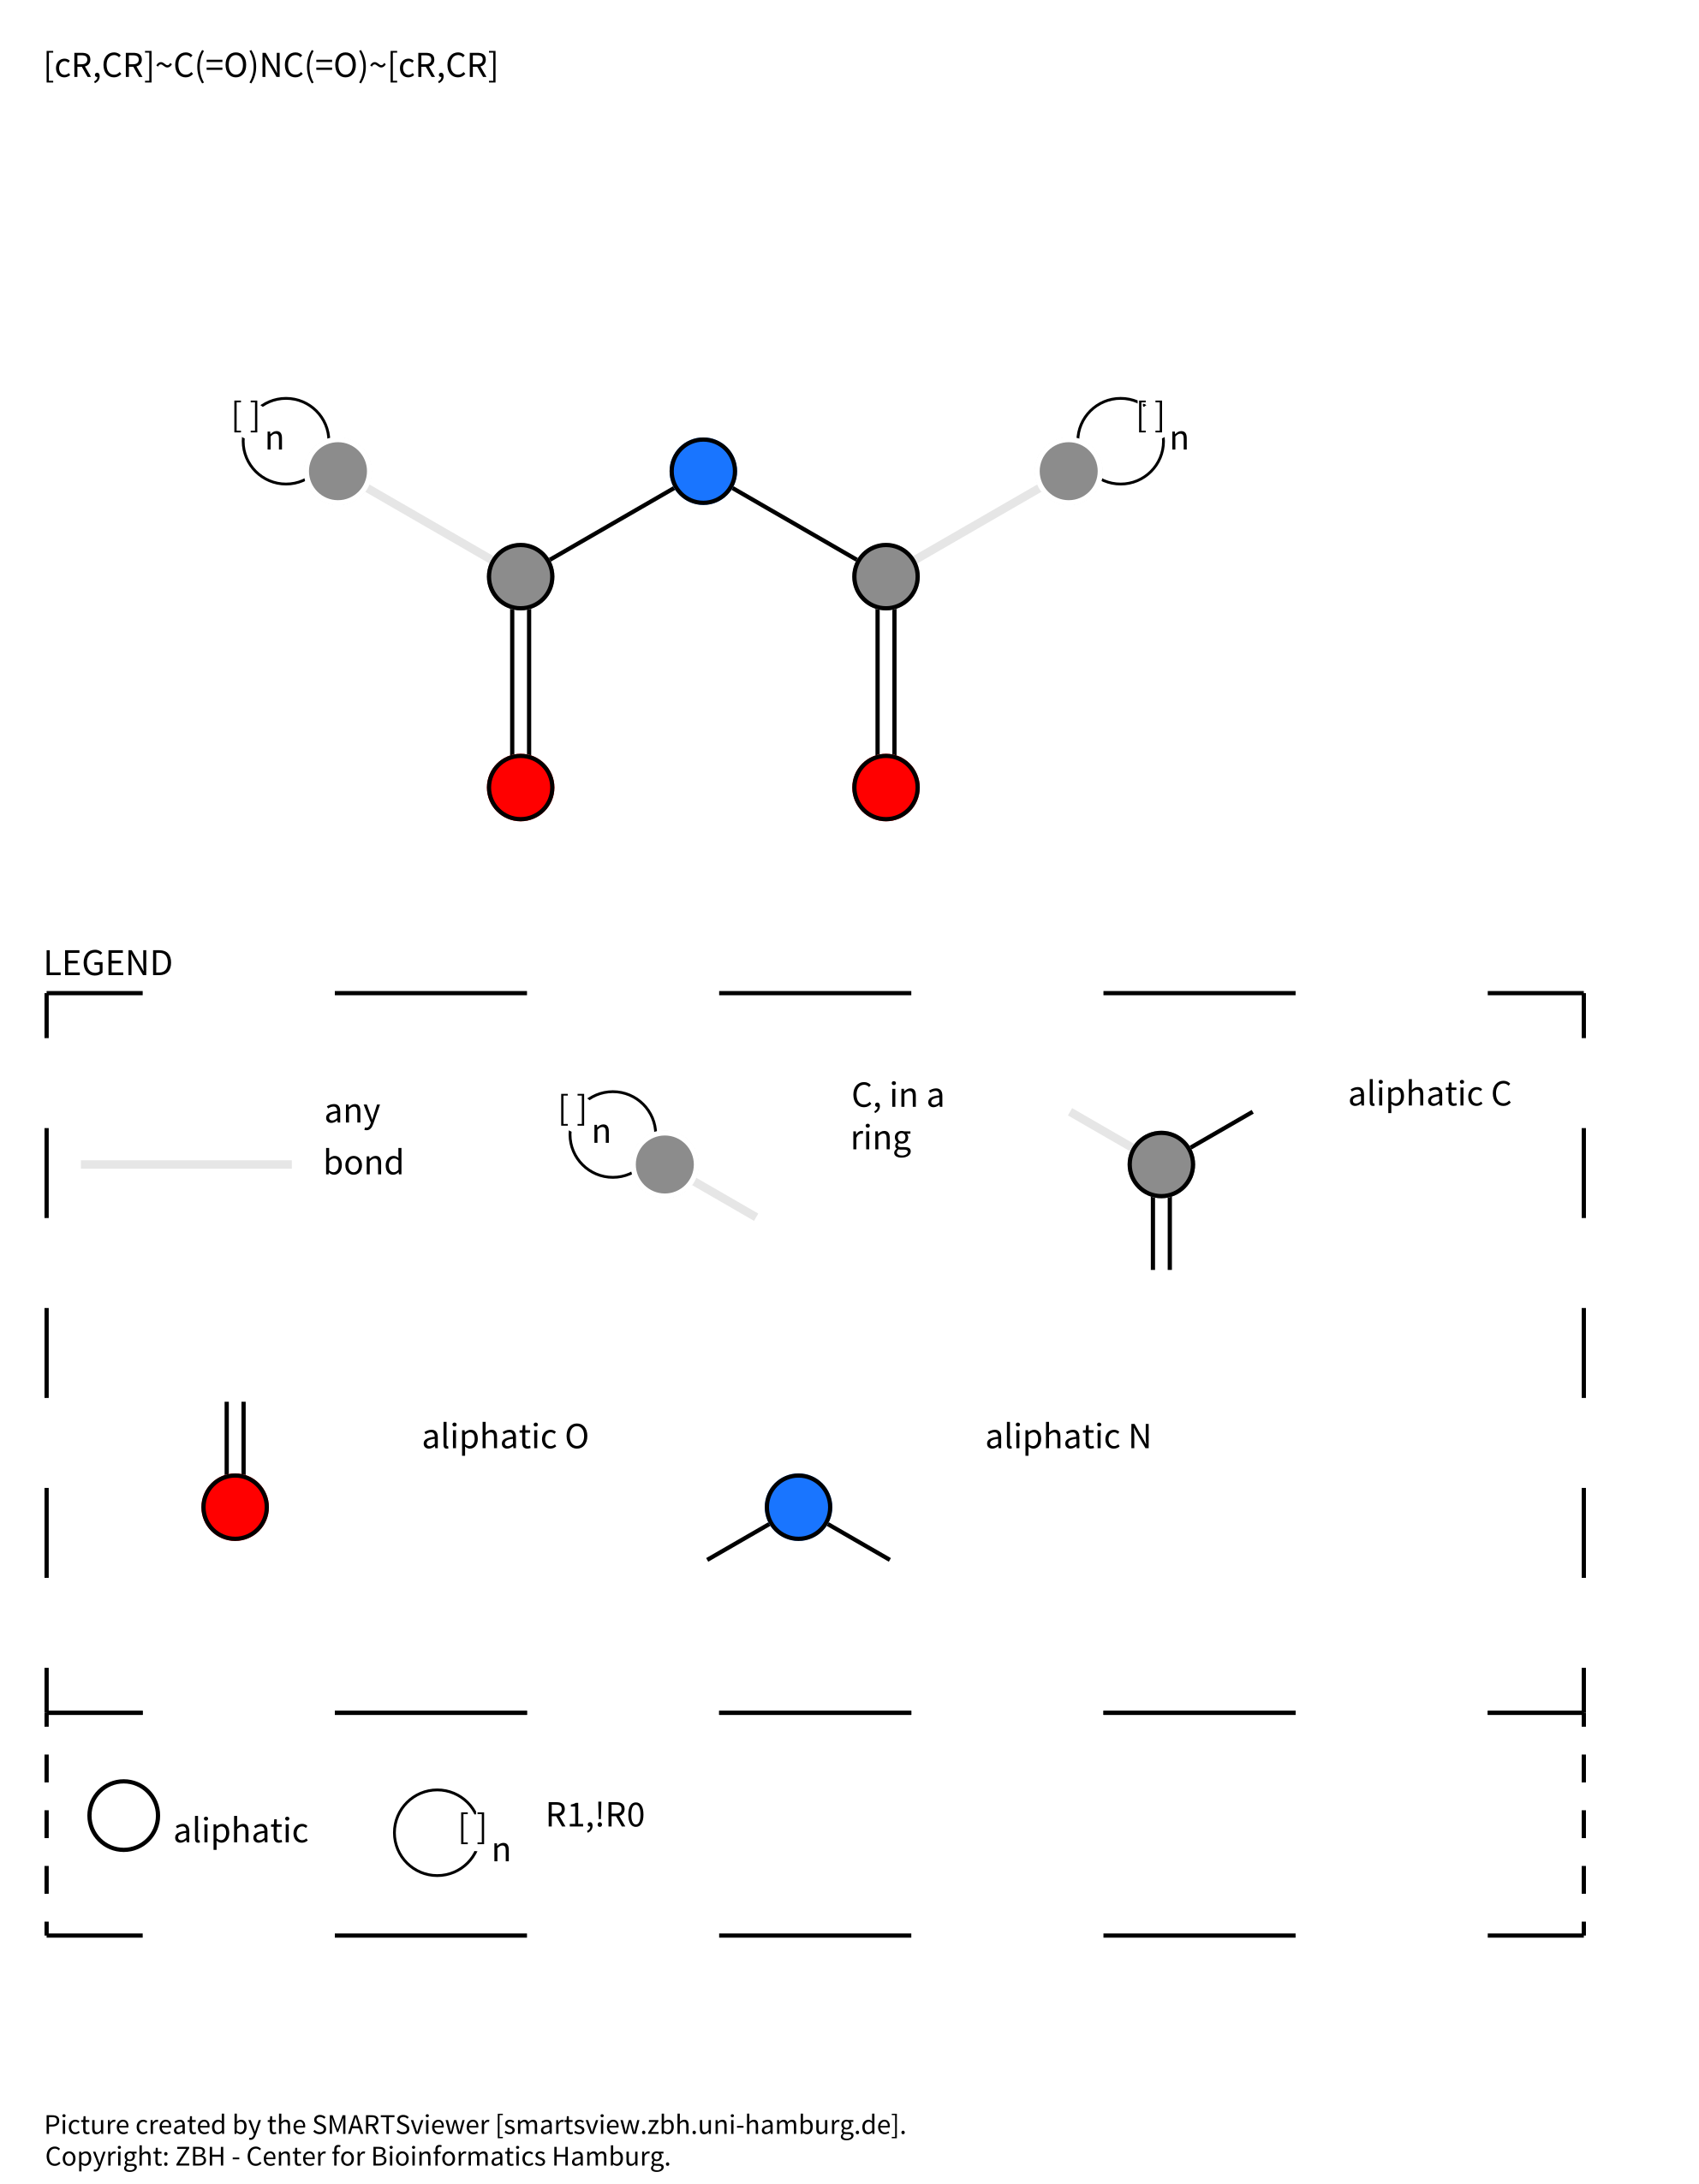 [cR,CR]~C(=O)NC(=O)~[cR,CR]
[ ]n
[ ]n
LEGEND
any
bond
[ ]n
C, in a
ring
aliphatic C
aliphatic O
aliphatic N
aliphatic
[ ]n
R1,!R0
Picture created by the SMARTSviewer [smartsview.zbh.uni-hamburg.de].
Copyright: ZBH - Center for Bioinformatics Hamburg.